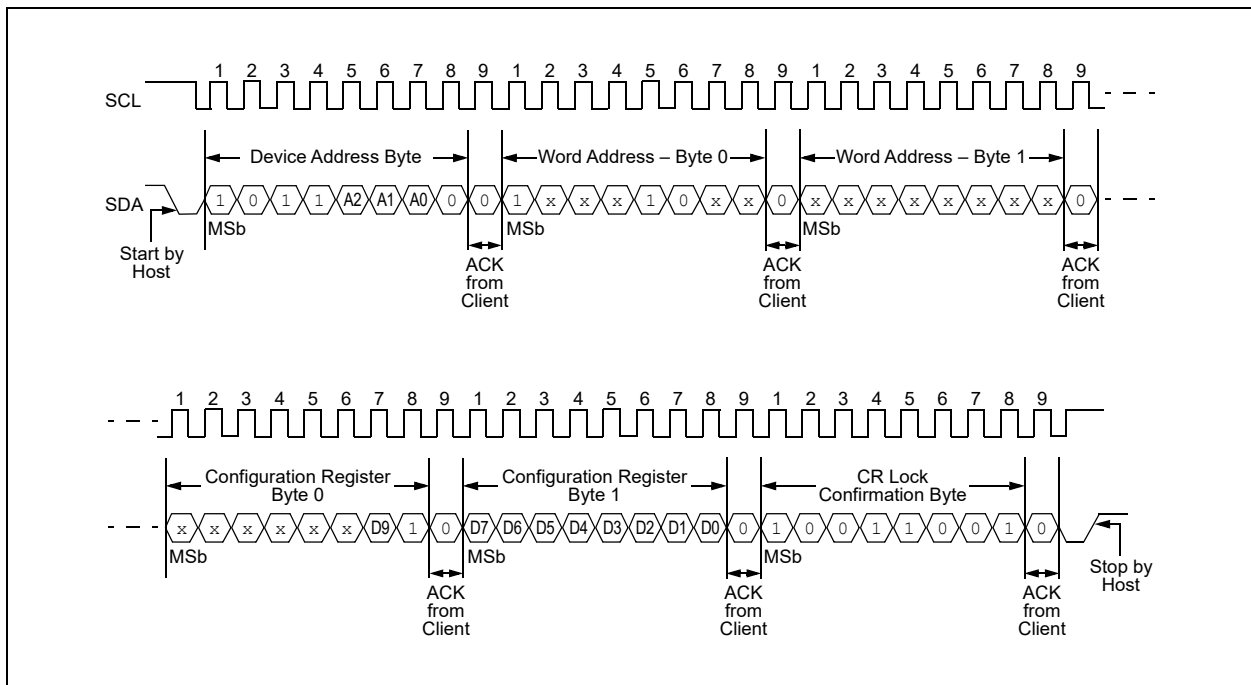 1 2 3 4 5 6 7 8 9 1 2 3 4 5 6 7 8 9 1 2 3 4 5 6 7 8 9
SCL
Device Address Byte Word Address – Byte 0 Word Address – Byte 1
SDA 1 0 1 1 A2 A1 A0 0 0 1 x x x 1 0 x x 0 x x x x x x x x 0
MSb MSb MSb
Start by
Host
ACK
from
Client
ACK
from
Client
ACK
from
Client
1 2 3 4 5 6 7 8 9 1 2 3 4 5 6 7 8 9 1 2 3 4 5 6 7 8 9
Configuration Register
Byte 0
Configuration Register
Byte 1
CR Lock
Confirmation Byte
x x x x x x D9 1 0 D7 D6 D5 D4 D3 D2 D1 D0 0 1 0 0 1 1 0 0 1 0
MSb MSb MSb
ACK
from
Client
ACK
from
Client
ACK
from
Client
Stop by
Host